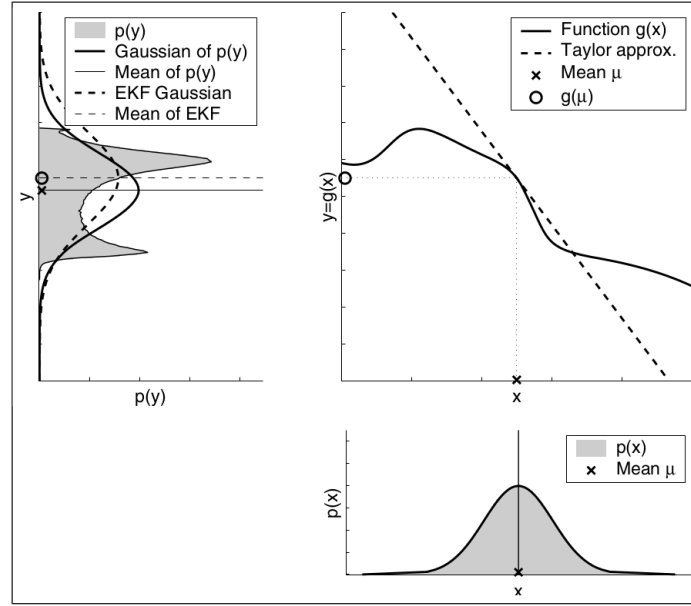 p(y)
Gaussian of p(y)
Mean of p(y)
EKF Gaussian
Mean of EKF
y
p(y)
Function g(x)
Taylor approx.
Mean μ
g(μ)
y=g(x)
x
p(x)
Mean μ
p(x)
x